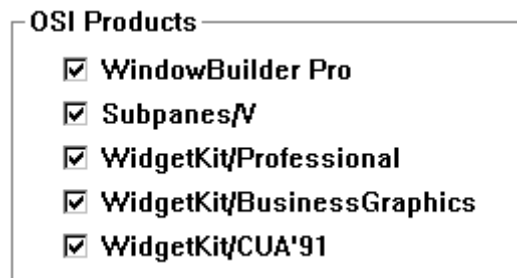 OSI Products
WindowBuilder Pro
Subpanes/V
WidgetKit/Professional
WidgetKit/BusinessGraphics
WidgetKit/CUA'91